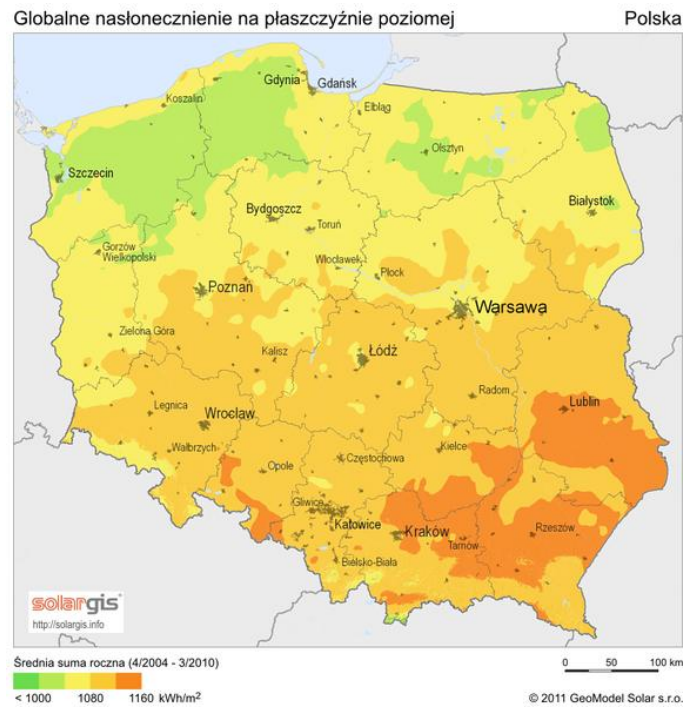 Globalne nasłonecznienie na płaszczyźnie poziomej
Polska
Gdynia
Gdańsk
Koszalin
Elbląg
Olsztyn
Szczecin
Białystok
Bydgoszcz
Toruń
Gorzów
Wielkopolski
Włocławek
Płock
Poznań
Warsawa
Zielona Góra
Kalisz
Łódź
Radom
Lublin
Legnica
Wrocław
Wałbrzych
Kielce
Opole
Częstochowa
Gliwice
Katowice
Kraków
Tarnów
Rzeszów
Bielsko-Biała
solargis
http://solargis.info
Średnia suma roczna (4/2004 - 3/2010)
< 1000 1080 1160 kWh/m²
0 50 100 km
© 2011 GeoModel Solar s.r.o.